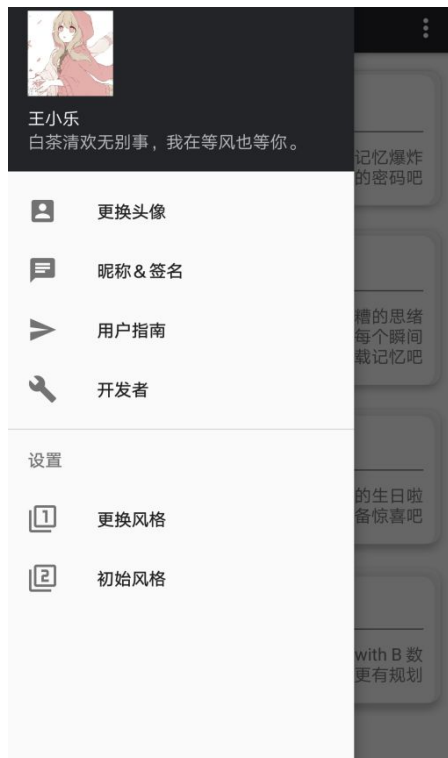 王小乐
白茶清欢无别事，我在等风也等你。
更换头像
昵称＆签名
用户指南
开发者
设置
1
更换风格
2
初始风格
记忆爆炸
的密码吧
糟的思绪
每个瞬间
载记忆吧
的生日啦
备惊喜吧
with B 数
更有规划